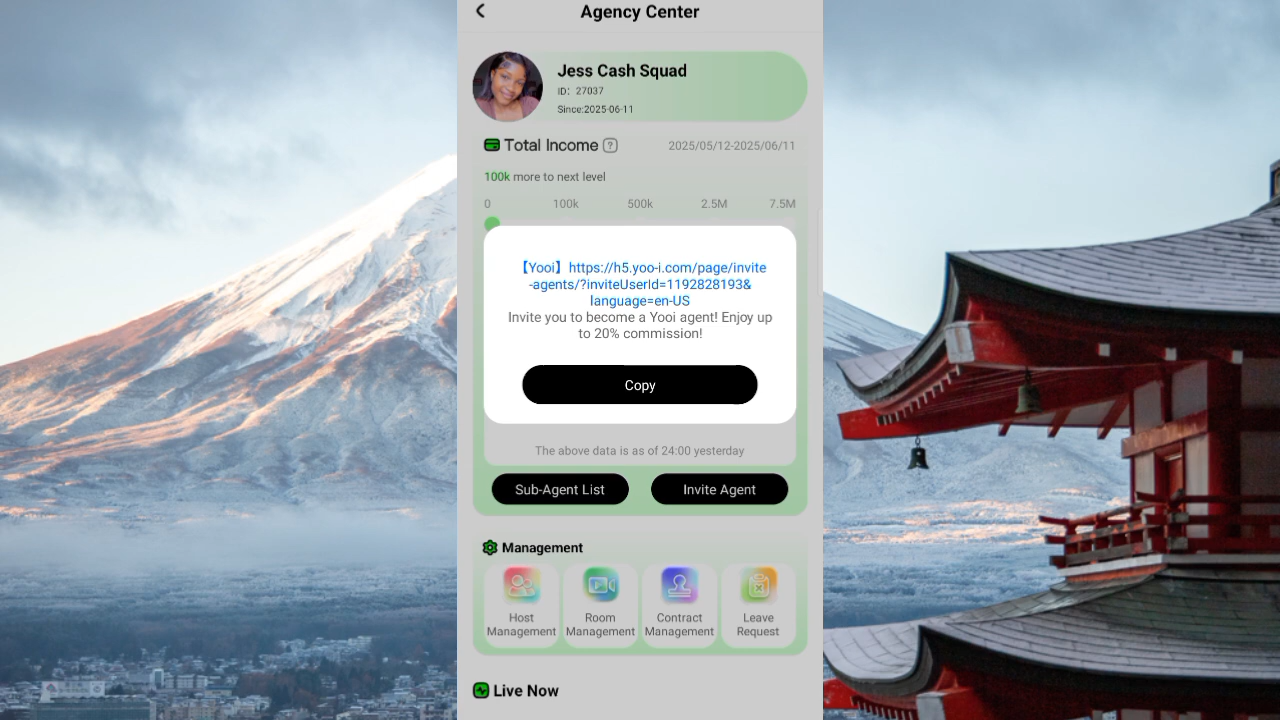 Agency Center
Jess Cash Squad
ID: 27037
Since:2025-06-11
Total Income ?
2025/05/12-2025/06/11
100k more to next level
0 100k 500k 2.5M 7.5M
【Yooi】https://h5.yoo-i.com/page/invite
-agents/?inviteUserId=1192828193&
language=en-US
Invite you to become a Yooi agent! Enjoy up
to 20% commission!
Copy
The above data is as of 24:00 yesterday
Sub-Agent List
Invite Agent
Management
Host
Management
Room
Management
Contract
Management
Leave
Request
Live Now